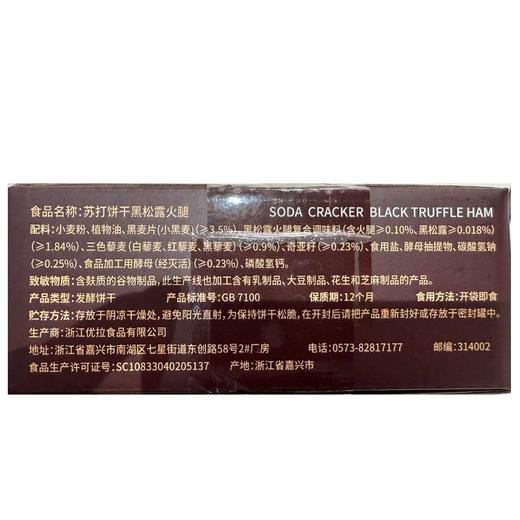 食品名称:苏打饼干黑松露火腿 SODA CRACKER BLACK TRUFFLE HAM
配料:小麦粉、植物油、黑麦片(小黑麦)(≥3.5%)、黑松露火腿复合调味料(含火腿≥0.10%、黑松露≥0.018%)
(≥1.84%)、三色藜麦(白藜麦、红藜麦、黑藜麦)(≥0.9%)、奇亚籽(≥0.23%)、食用盐、酵母抽提物、碳酸氢钠
(≥0.25%)、食品加工用酵母(经灭活)(≥0.23%)、磷酸氢钙。
致敏物质:含麸质的谷物制品,此生产线也加工含有乳制品、大豆制品、花生和芝麻制品的产品。
产品类型:发酵饼干 产品标准号:GB 7100 保质期:12个月 食用方法:开袋即食
贮存方法:存放于阴凉干燥处,避免阳光直射,为保持饼干松脆,在开封后请把产品重新封好或存放于密封罐中。
生产商:浙江优拉食品有限公司
地址:浙江省嘉兴市南湖区七星街道东创路58号2#厂房 电话:0573-82817177 邮编:314002
食品生产许可证号:SC10833040205137 产地:浙江省嘉兴市